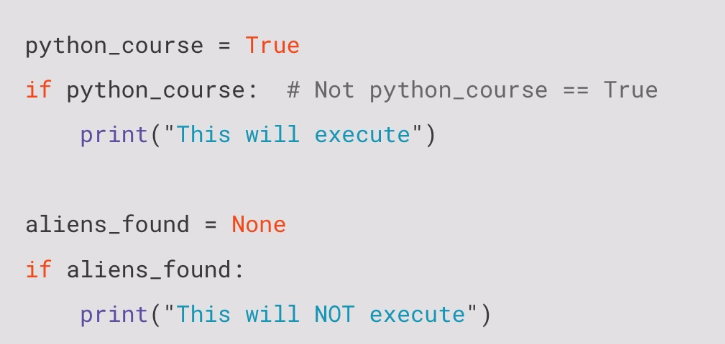 python_course = True
if python_course:  # Not python_course == True
    print("This will execute")

aliens_found = None
if aliens_found:
    print("This will NOT execute")